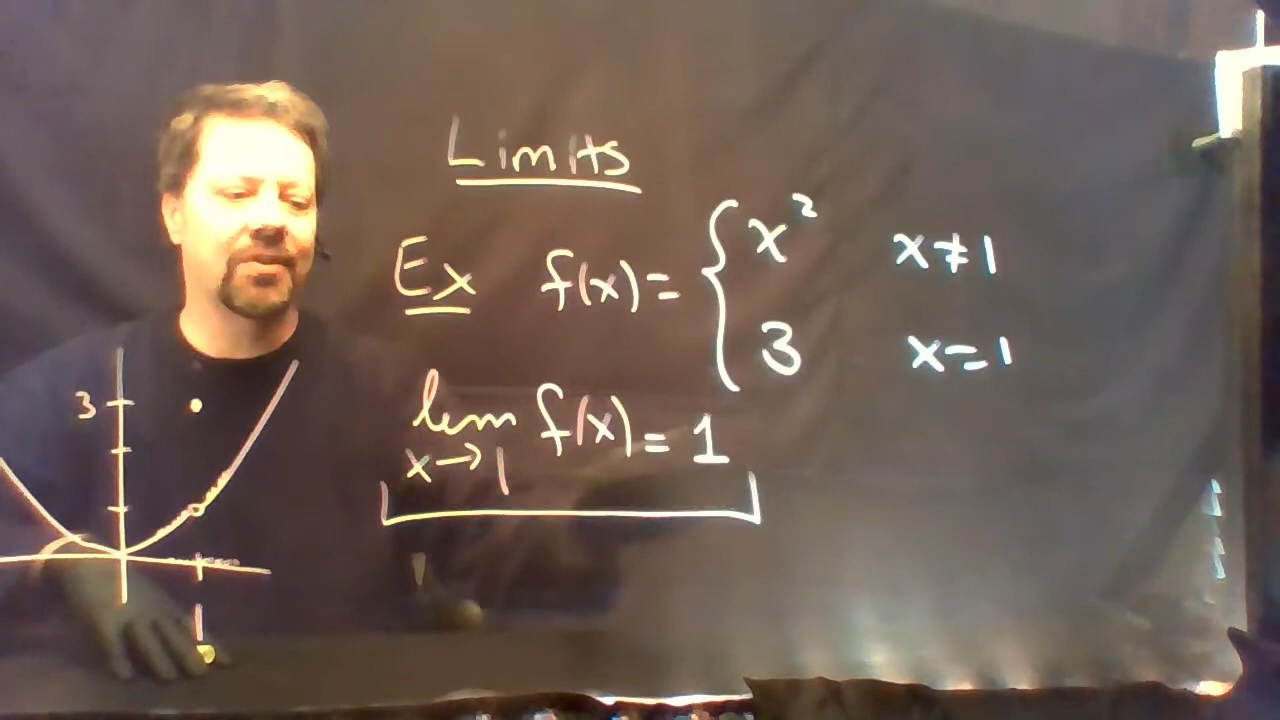 Limits
Ex f(x) = { x² x≠1
3 x=1
lim f(x) = 1
x→1
3
1